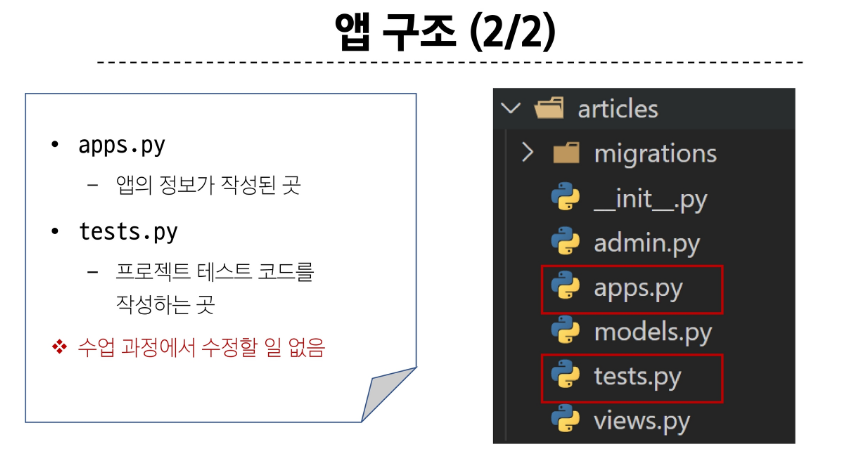 앱 구조 (2/2)
• apps.py
– 앱의 정보가 작성된 곳
• tests.py
– 프로젝트 테스트 코드를
작성하는 곳
❖ 수업 과정에서 수정할 일 없음
articles
migrations
__init__.py
admin.py
apps.py
models.py
tests.py
views.py